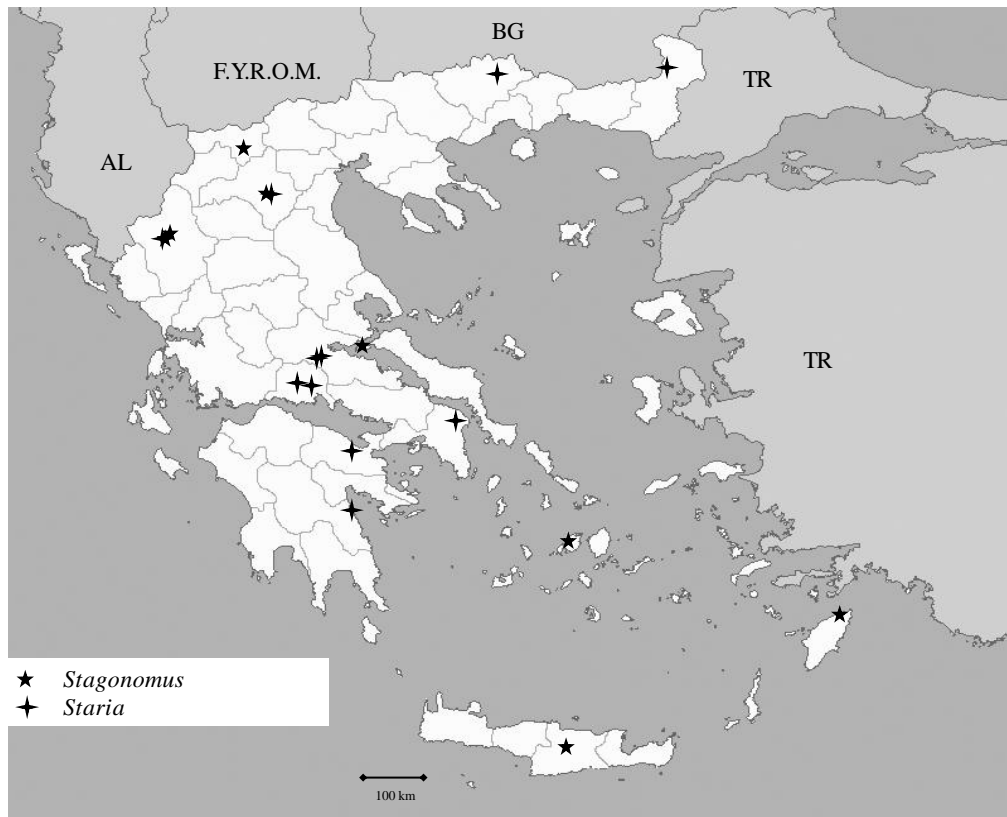 BG
F.Y.R.O.M.
TR
AL
TR
Stagonomus
Staria
100 km